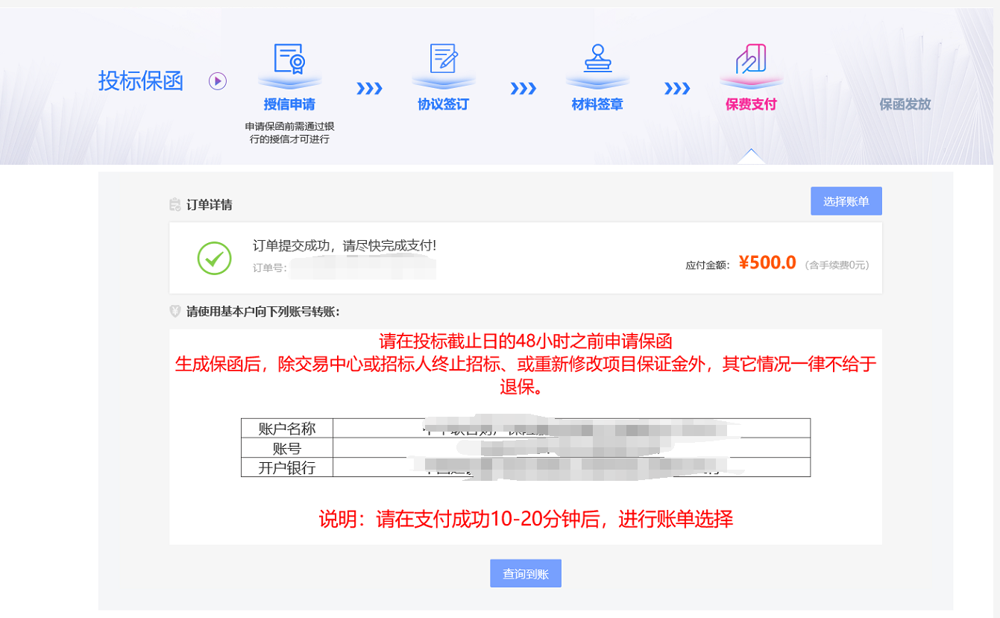 投标保函
授信申请
协议签订
材料签章
保费支付
保函发放
申请保函前需通过银
行的授信才可进行
订单详情
选择账单
订单提交成功，请尽快完成支付!
订单号:
应付金额: ¥500.0 (含手续费0元)
请使用基本户向下列账号转账:
请在投标截止日的48小时之前申请保函
生成保函后，除交易中心或招标人终止招标、或重新修改项目保证金外，其它情况一律不给于
退保。
账户名称
账号
开户银行
说明：请在支付成功10-20分钟后，进行账单选择
查询到账